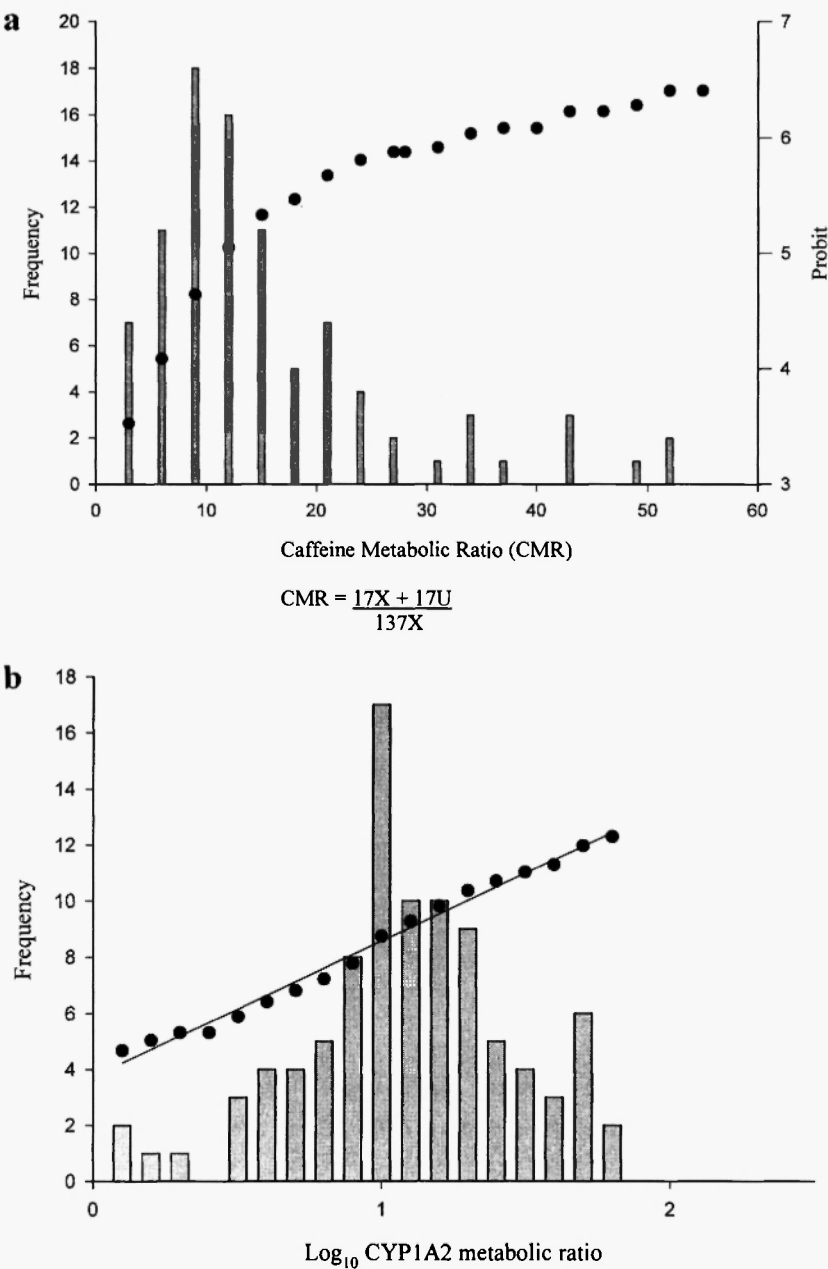 a
20
18
16
14
12
10
8
6
4
2
0
Frequency
7
6
5
4
3
Probit
0 10 20 30 40 50 60
Caffeine Metabolic Ratio (CMR)
CMR = 17X + 17U
137X
b
18
16
14
12
10
8
6
4
2
0
Frequency
0 1 2
Log10 CYP1A2 metabolic ratio